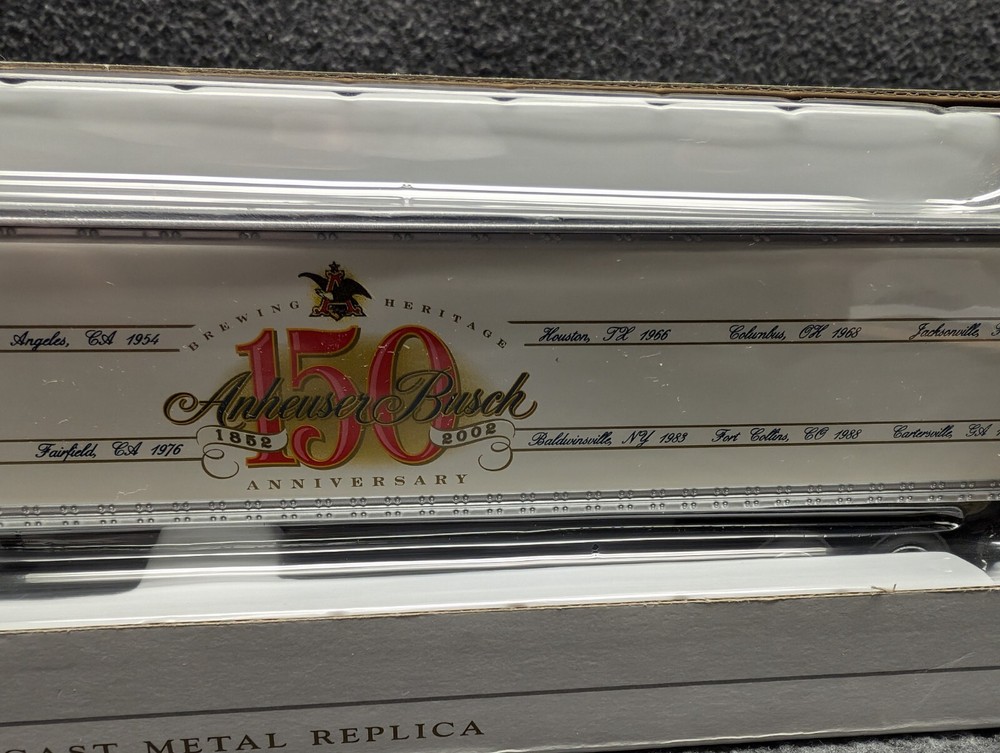 BREWING HERITAGE
Angeles, CA 1954
Houston, TX 1966 Columbus, OH 1968 Jacksonville,
150
Anheuser Busch
1852 2002
Fairfield, CA 1976
Baldwinsville, NY 1983 Fort Collins, CO 1988 Cartersville, GA
ANNIVERSARY
CAST METAL REPLICA